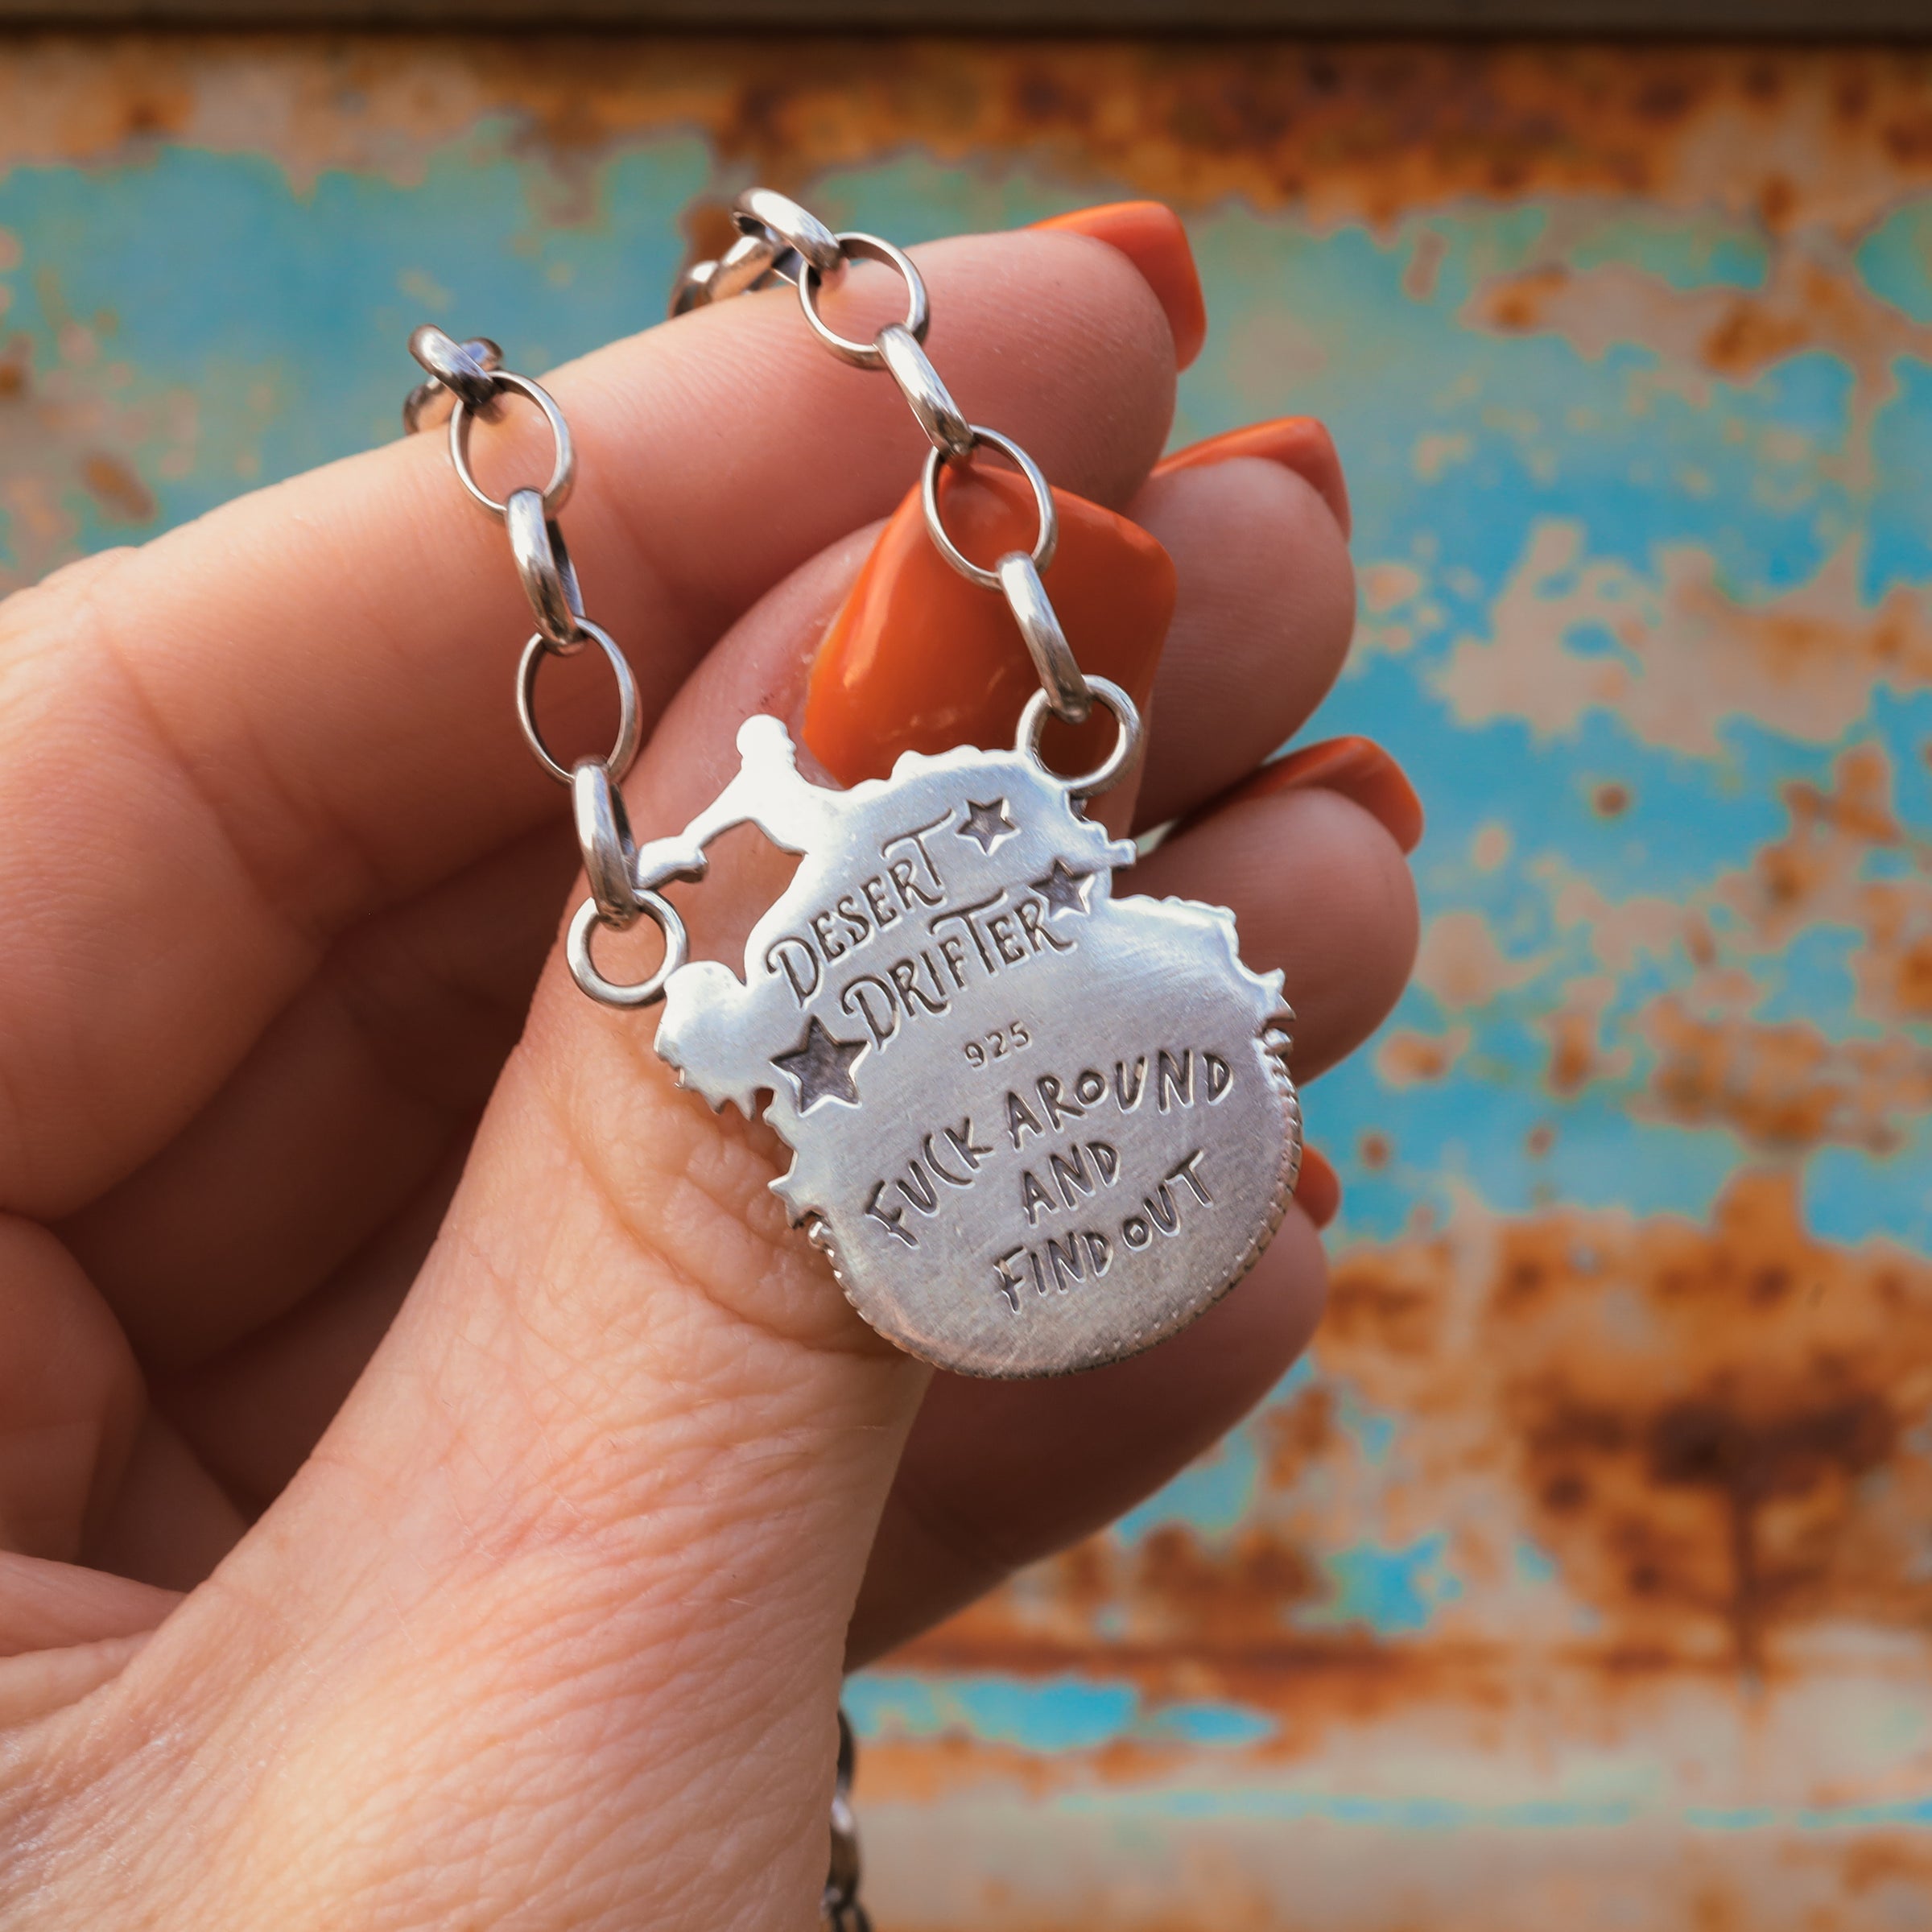 DESERT
DRIFTER
925
FUCK AROUND
AND
FIND OUT